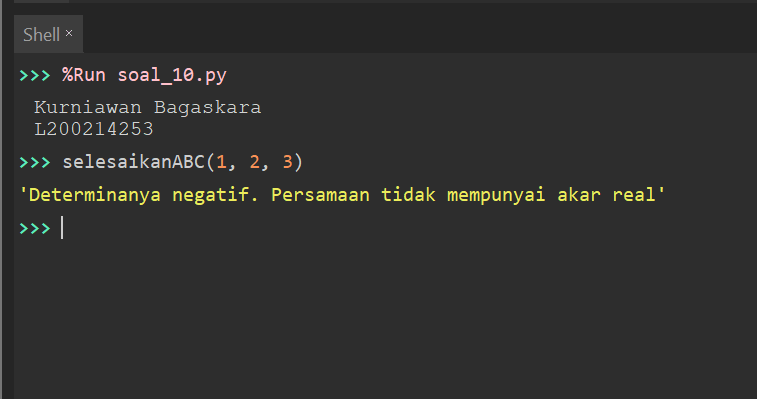 Shell ×
>>> %Run soal_10.py
Kurniawan Bagaskara
L200214253
>>> selesaikanABC(1, 2, 3)
'Determinanya negatif. Persamaan tidak mempunyai akar real'
>>>